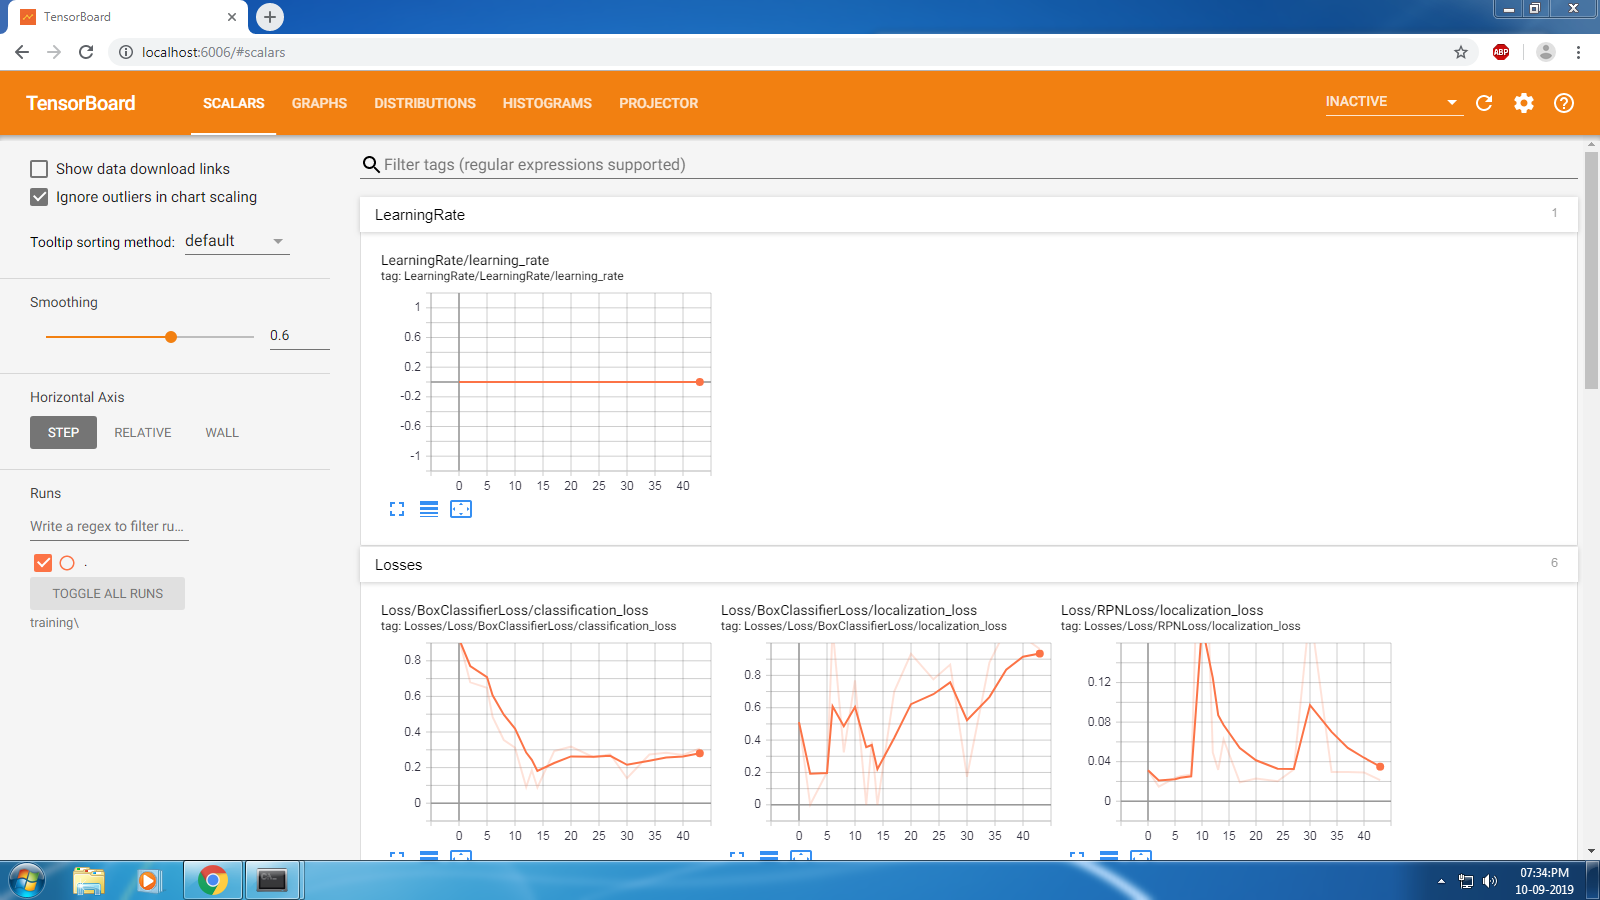 TensorBoard
localhost:6006/#scalars
ABP
TensorBoard
SCALARS GRAPHS DISTRIBUTIONS HISTOGRAMS PROJECTOR INACTIVE
Show data download links
Ignore outliers in chart scaling
Tooltip sorting method: default
Smoothing
0.6
Horizontal Axis
STEP RELATIVE WALL
Runs
Write a regex to filter ru...
.
TOGGLE ALL RUNS
training\
Filter tags (regular expressions supported)
LearningRate 1
LearningRate/learning_rate
tag: LearningRate/LearningRate/learning_rate
1
0.6
0.2
-0.2
-0.6
-1
0 5 10 15 20 25 30 35 40
Losses 6
Loss/BoxClassifierLoss/classification_loss
tag: Losses/Loss/BoxClassifierLoss/classification_loss
0.8
0.6
0.4
0.2
0
0 5 10 15 20 25 30 35 40
Loss/BoxClassifierLoss/localization_loss
tag: Losses/Loss/BoxClassifierLoss/localization_loss
0.8
0.6
0.4
0.2
0
0 5 10 15 20 25 30 35 40
Loss/RPNLoss/localization_loss
tag: Losses/Loss/RPNLoss/localization_loss
0.12
0.08
0.04
0
0 5 10 15 20 25 30 35 40
07:34:PM
10-09-2019